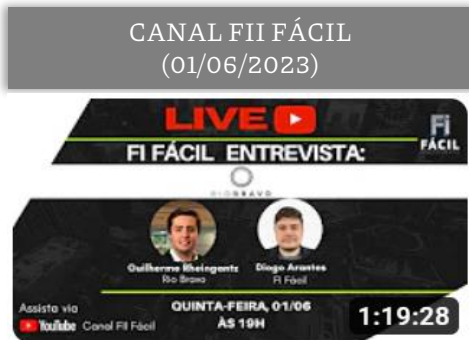 CANAL FII FÁCIL
(01/06/2023)
LIVE
FI FÁCIL ENTREVISTA:
Fi
FÁCIL
RIO BRAVO
Guilherme Rheingantz
Rio Bravo
Diogo Arantes
FI Fácil
Assista via
YouTube Canal FII Fácil
QUINTA-FEIRA, 01/06
ÀS 19H
1:19:28